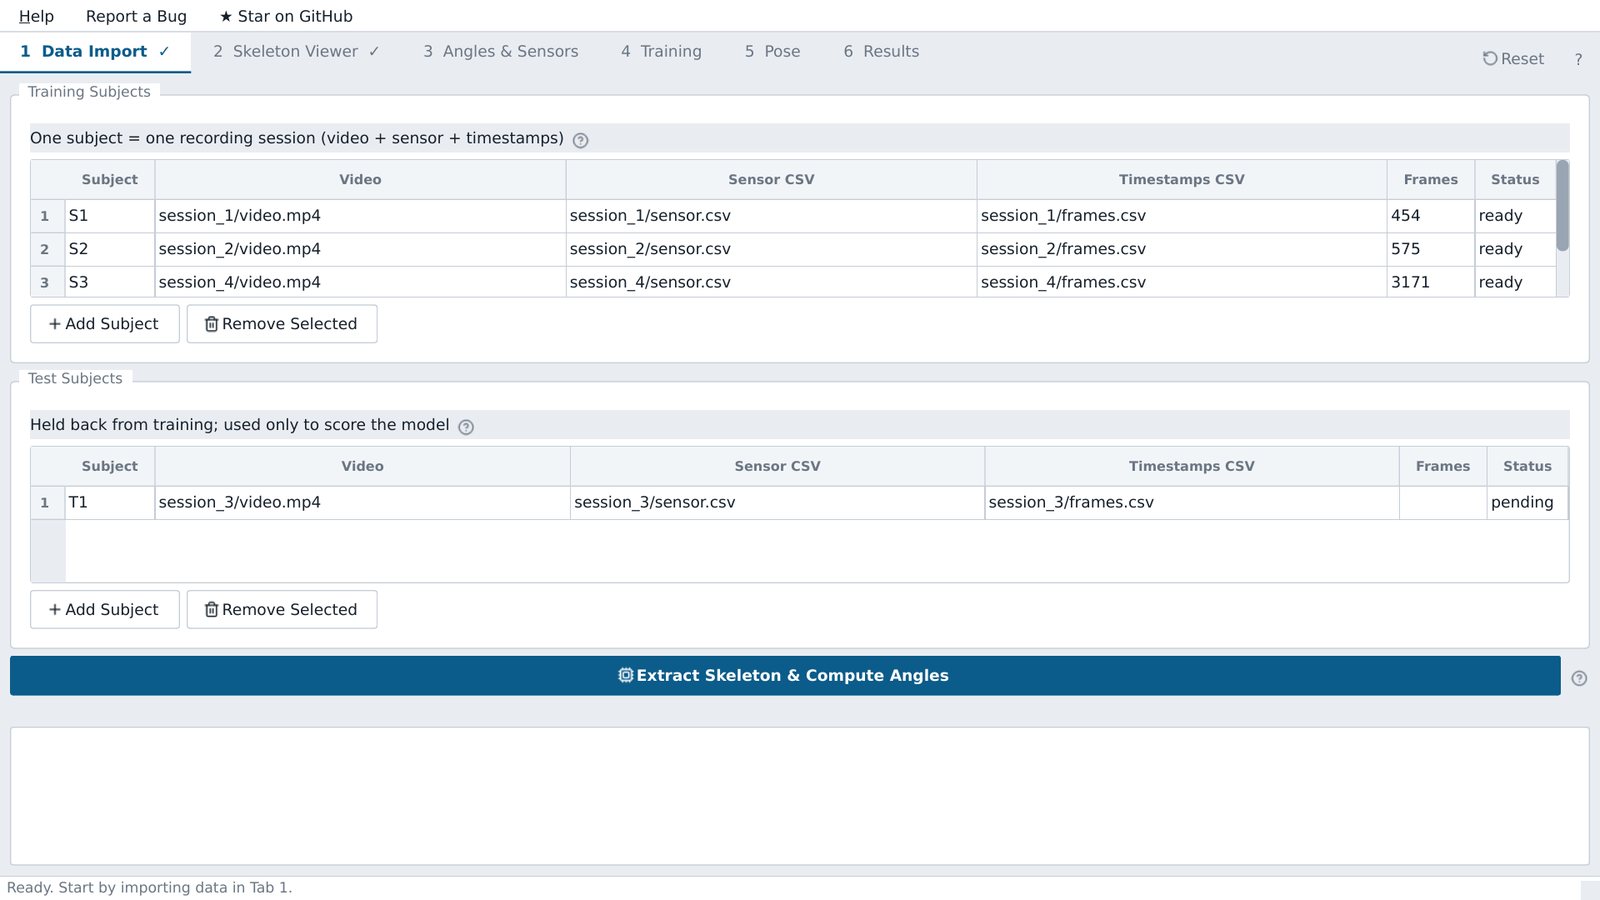 Help Report a Bug ★ Star on GitHub
1 Data Import ✓ 2 Skeleton Viewer ✓ 3 Angles & Sensors 4 Training 5 Pose 6 Results Reset ?
Training Subjects
One subject = one recording session (video + sensor + timestamps) ?
Subject Video Sensor CSV Timestamps CSV Frames Status
1 S1 session_1/video.mp4 session_1/sensor.csv session_1/frames.csv 454 ready
2 S2 session_2/video.mp4 session_2/sensor.csv session_2/frames.csv 575 ready
3 S3 session_4/video.mp4 session_4/sensor.csv session_4/frames.csv 3171 ready
+ Add Subject Remove Selected
Test Subjects
Held back from training; used only to score the model ?
Subject Video Sensor CSV Timestamps CSV Frames Status
1 T1 session_3/video.mp4 session_3/sensor.csv session_3/frames.csv pending
+ Add Subject Remove Selected
Extract Skeleton & Compute Angles ?
Ready. Start by importing data in Tab 1.